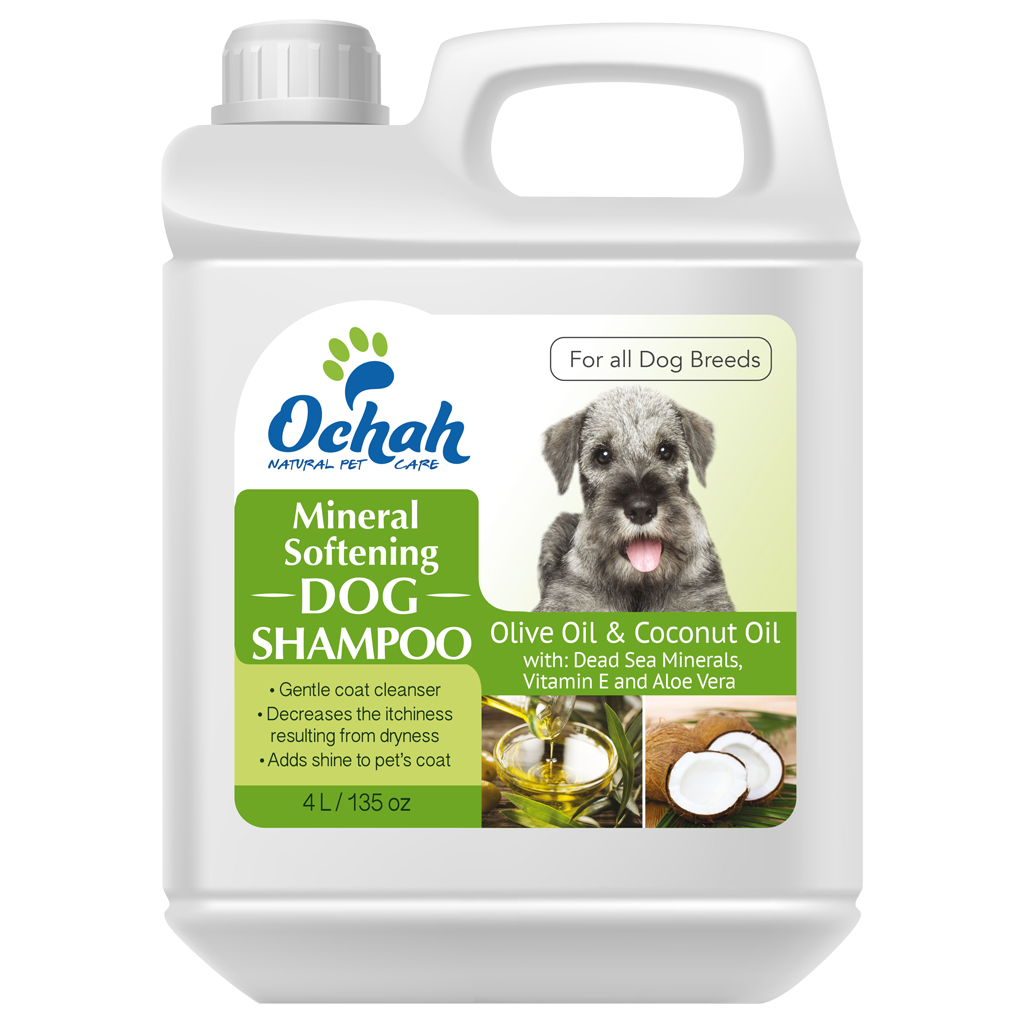 Ochah
NATURAL PET CARE
For all Dog Breeds
Mineral
Softening
DOG
SHAMPOO
Olive Oil & Coconut Oil
with: Dead Sea Minerals,
Vitamin E and Aloe Vera
• Gentle coat cleanser
• Decreases the itchiness
resulting from dryness
• Adds shine to pet's coat
4 L / 135 oz